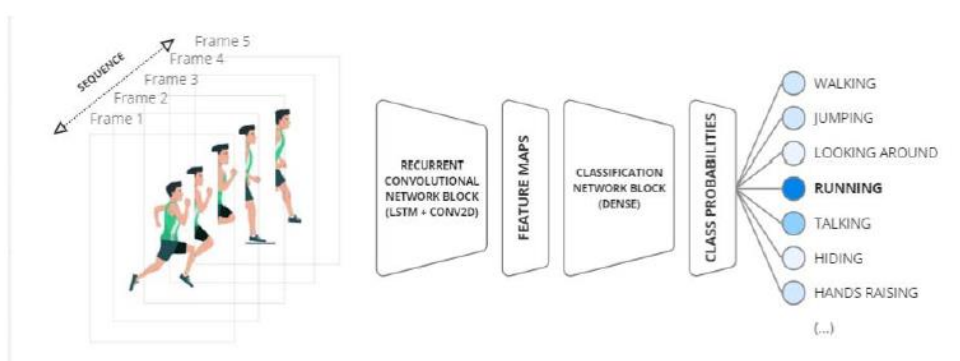 SEQUENCE
Frame 5
Frame 4
Frame 3
Frame 2
Frame 1
RECURRENT
CONVOLUTIONAL
NETWORK BLOCK
(LSTM + CONV2D)
FEATURE MAPS
CLASSIFICATION
NETWORK BLOCK
(DENSE)
CLASS PROBABILITIES
WALKING
JUMPING
LOOKING AROUND
RUNNING
TALKING
HIDING
HANDS RAISING
(...)